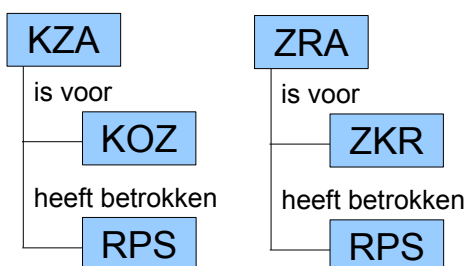 KZA
is voor
KOZ
heeft betrokken
RPS
ZRA
is voor
ZKR
heeft betrokken
RPS